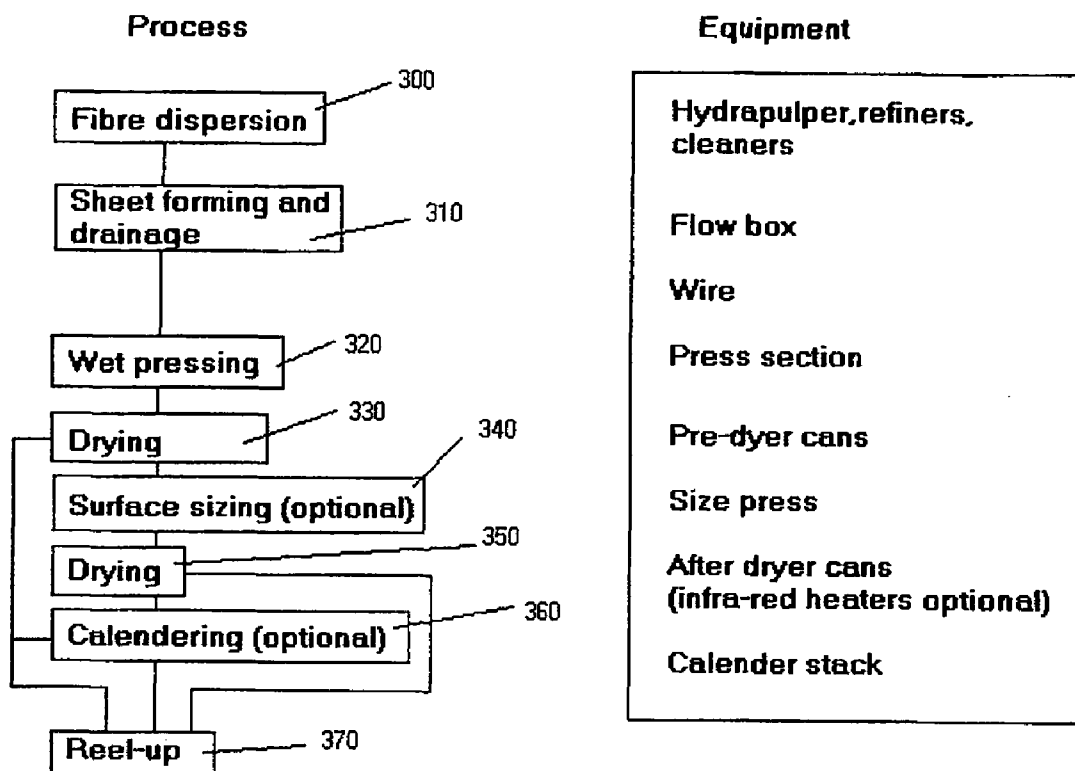 Process
300
Fibre dispersion
Sheet forming and
drainage
310
Wet pressing
320
Drying
330
Surface sizing (optional)
340
Drying
350
Calendering (optional)
360
Reel-up
370
Equipment
Hydrapulper,refiners,
cleaners
Flow box
Wire
Press section
Pre-dyer cans
Size press
After dryer cans
(infra-red heaters optional)
Calender stack